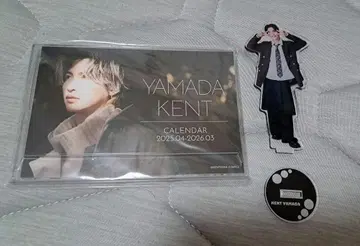 YAMADA
KENT
CALENDAR
2025.04-2026.03
KENT YAMADA